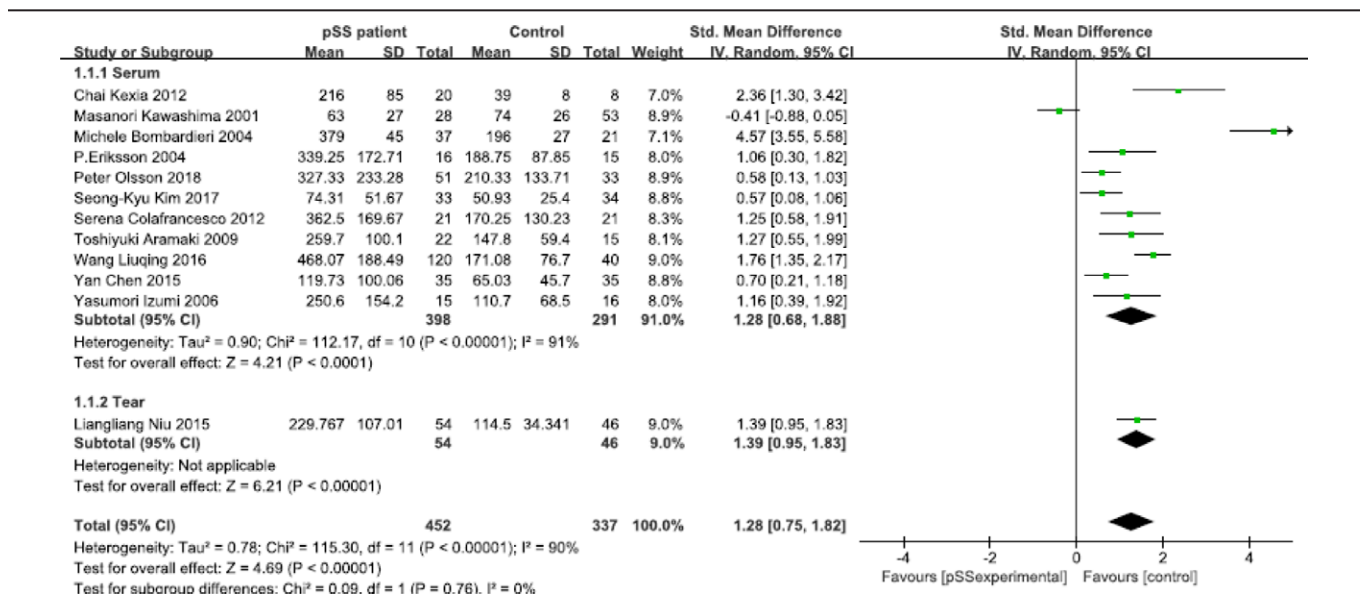 pSS patient Control Std. Mean Difference Std. Mean Difference
Study or Subgroup Mean SD Total Mean SD Total Weight IV. Random. 95% CI IV. Random. 95% CI
1.1.1 Serum
Chai Kexia 2012 216 85 20 39 8 8 7.0% 2.36 [1.30, 3.42]
Masanori Kawashima 2001 63 27 28 74 26 53 8.9% -0.41 [-0.88, 0.05]
Michele Bombardieri 2004 379 45 37 196 27 21 7.1% 4.57 [3.55, 5.58]
P.Eriksson 2004 339.25 172.71 16 188.75 87.85 15 8.0% 1.06 [0.30, 1.82]
Peter Olsson 2018 327.33 233.28 51 210.33 133.71 33 8.9% 0.58 [0.13, 1.03]
Seong-Kyu Kim 2017 74.31 51.67 33 50.93 25.4 34 8.8% 0.57 [0.08, 1.06]
Serena Colafrancesco 2012 362.5 169.67 21 170.25 130.23 21 8.3% 1.25 [0.58, 1.91]
Toshiyuki Aramaki 2009 259.7 100.1 22 147.8 59.4 15 8.1% 1.27 [0.55, 1.99]
Wang Liuqing 2016 468.07 188.49 120 171.08 76.7 40 9.0% 1.76 [1.35, 2.17]
Yan Chen 2015 119.73 100.06 35 65.03 45.7 35 8.8% 0.70 [0.21, 1.18]
Yasumori Izumi 2006 250.6 154.2 15 110.7 68.5 16 8.0% 1.16 [0.39, 1.92]
Subtotal (95% CI) 398 291 91.0% 1.28 [0.68, 1.88]
Heterogeneity: Tau² = 0.90; Chi² = 112.17, df = 10 (P < 0.00001); I² = 91%
Test for overall effect: Z = 4.21 (P < 0.0001)
1.1.2 Tear
Liangliang Niu 2015 229.767 107.01 54 114.5 34.341 46 9.0% 1.39 [0.95, 1.83]
Subtotal (95% CI) 54 46 9.0% 1.39 [0.95, 1.83]
Heterogeneity: Not applicable
Test for overall effect: Z = 6.21 (P < 0.00001)
Total (95% CI) 452 337 100.0% 1.28 [0.75, 1.82]
Heterogeneity: Tau² = 0.78; Chi² = 115.30, df = 11 (P < 0.00001); I² = 90%
Test for overall effect: Z = 4.69 (P < 0.00001)
Test for subgroup differences: Chi² = 0.09, df = 1 (P = 0.76), I² = 0%
-4 -2 0 2 4
Favours [pSSexperimental] Favours [control]